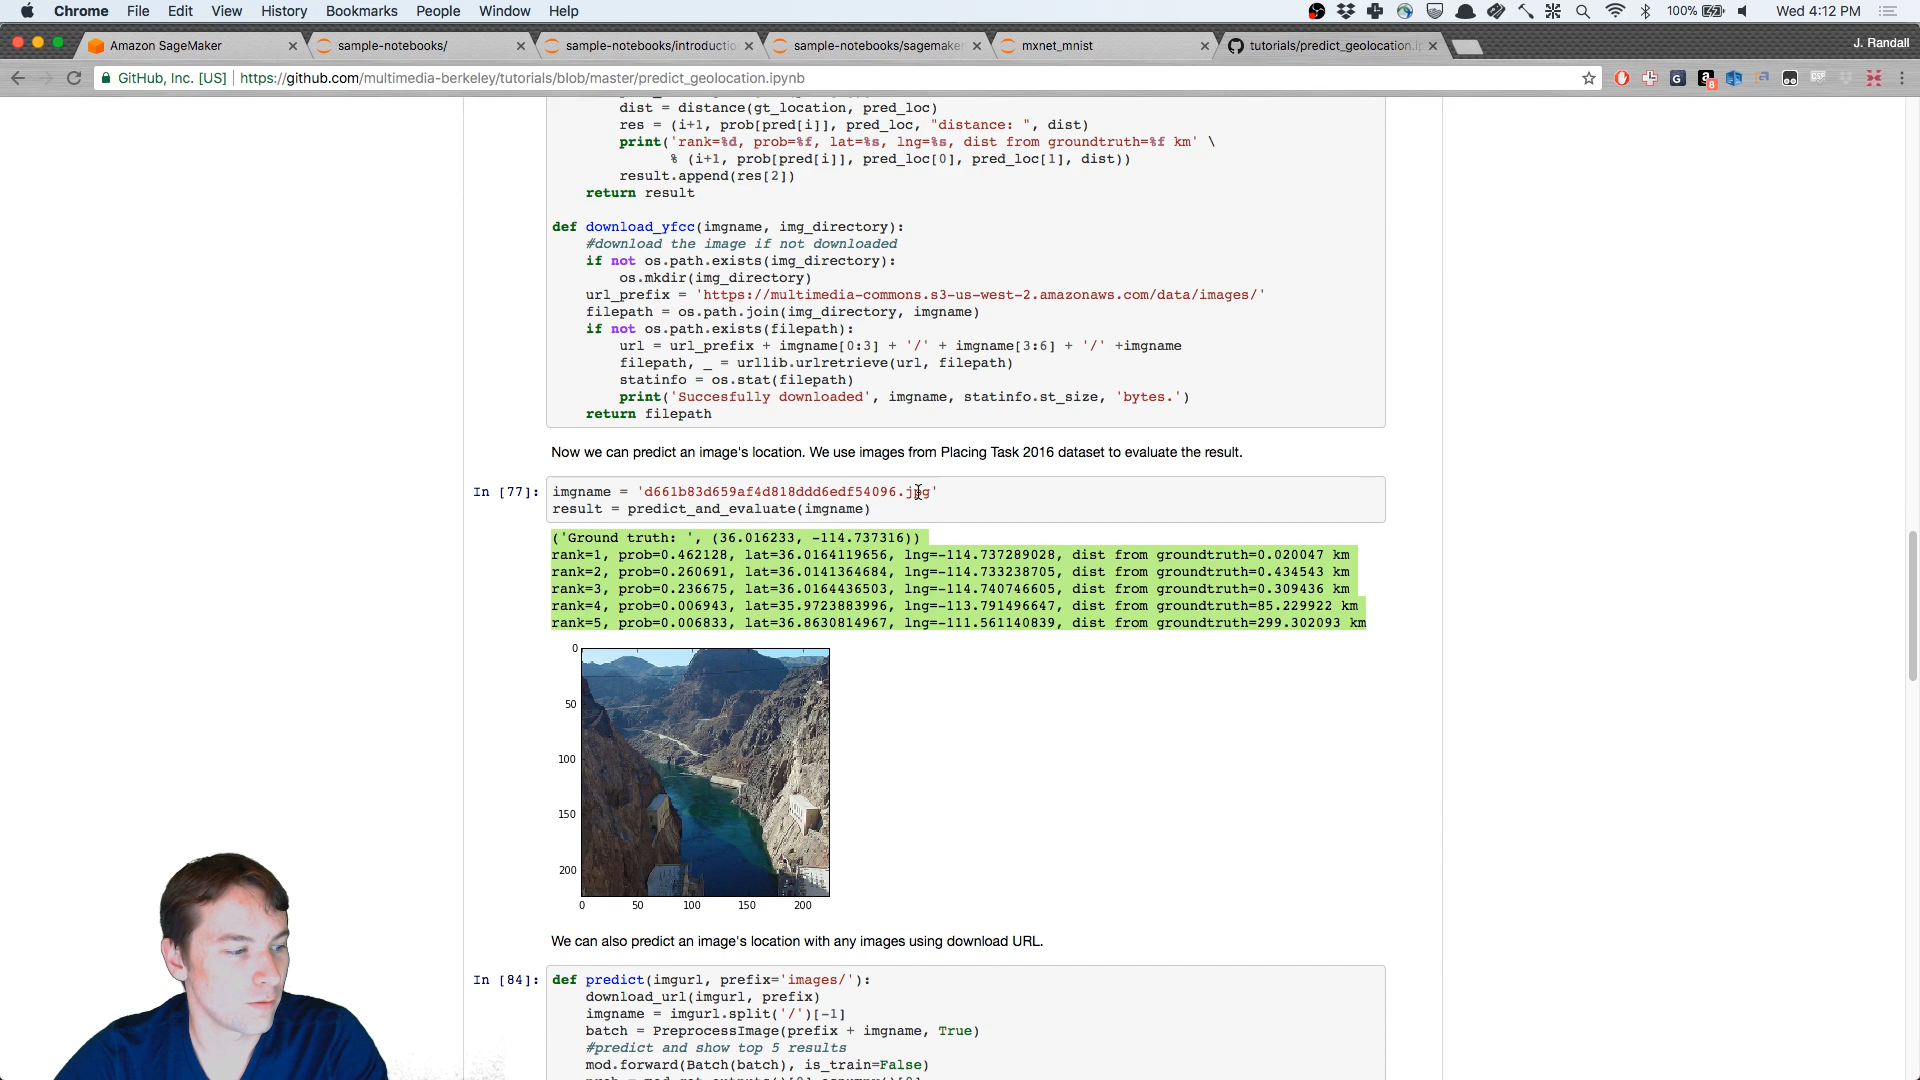 Chrome File Edit View History Bookmarks People Window Help 100% Wed 4:12 PM
Amazon SageMaker sample-notebooks/ sample-notebooks/introductio sample-notebooks/sagemaker mxnet_mnist tutorials/predict_geolocation.ip J. Randall
GitHub, Inc. [US] https://github.com/multimedia-berkeley/tutorials/blob/master/predict_geolocation.ipynb
dist = distance(gt_location, pred_loc)
res = (i+1, prob[pred[i]], pred_loc, "distance: ", dist)
print('rank=%d, prob=%f, lat=%s, lng=%s, dist from groundtruth=%f km' \
% (i+1, prob[pred[i]], pred_loc[0], pred_loc[1], dist))
result.append(res[2])
return result
def download_yfcc(imgname, img_directory):
#download the image if not downloaded
if not os.path.exists(img_directory):
os.mkdir(img_directory)
url_prefix = 'https://multimedia-commons.s3-us-west-2.amazonaws.com/data/images/'
filepath = os.path.join(img_directory, imgname)
if not os.path.exists(filepath):
url = url_prefix + imgname[0:3] + '/' + imgname[3:6] + '/' +imgname
filepath, _ = urllib.urlretrieve(url, filepath)
statinfo = os.stat(filepath)
print('Succesfully downloaded', imgname, statinfo.st_size, 'bytes.')
return filepath
Now we can predict an image's location. We use images from Placing Task 2016 dataset to evaluate the result.
In [77]: imgname = 'd661b83d659af4d818ddd6edf54096.jpg'
result = predict_and_evaluate(imgname)
('Ground truth: ', (36.016233, -114.737316))
rank=1, prob=0.462128, lat=36.0164119656, lng=-114.737289028, dist from groundtruth=0.020047 km
rank=2, prob=0.260691, lat=36.0141364684, lng=-114.733238705, dist from groundtruth=0.434543 km
rank=3, prob=0.236675, lat=36.0164436503, lng=-114.740746605, dist from groundtruth=0.309436 km
rank=4, prob=0.006943, lat=35.9723883996, lng=-113.791496647, dist from groundtruth=85.229922 km
rank=5, prob=0.006833, lat=36.8630814967, lng=-111.561140839, dist from groundtruth=299.302093 km
0
50
100
150
200
0 50 100 150 200
We can also predict an image's location with any images using download URL.
In [84]: def predict(imgurl, prefix='images/'):
download_url(imgurl, prefix)
imgname = imgurl.split('/')[-1]
batch = PreprocessImage(prefix + imgname, True)
#predict and show top 5 results
mod.forward(Batch(batch), is_train=False)